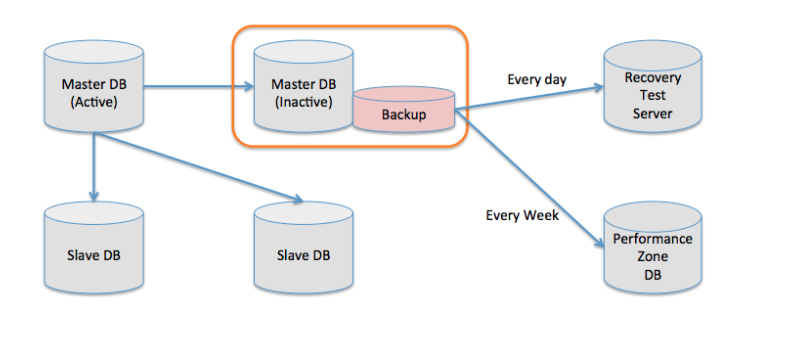 Master DB
(Active)
Master DB
(Inactive)
Backup
Every day
Recovery
Test
Server
Every Week
Slave DB
Slave DB
Performance
Zone
DB